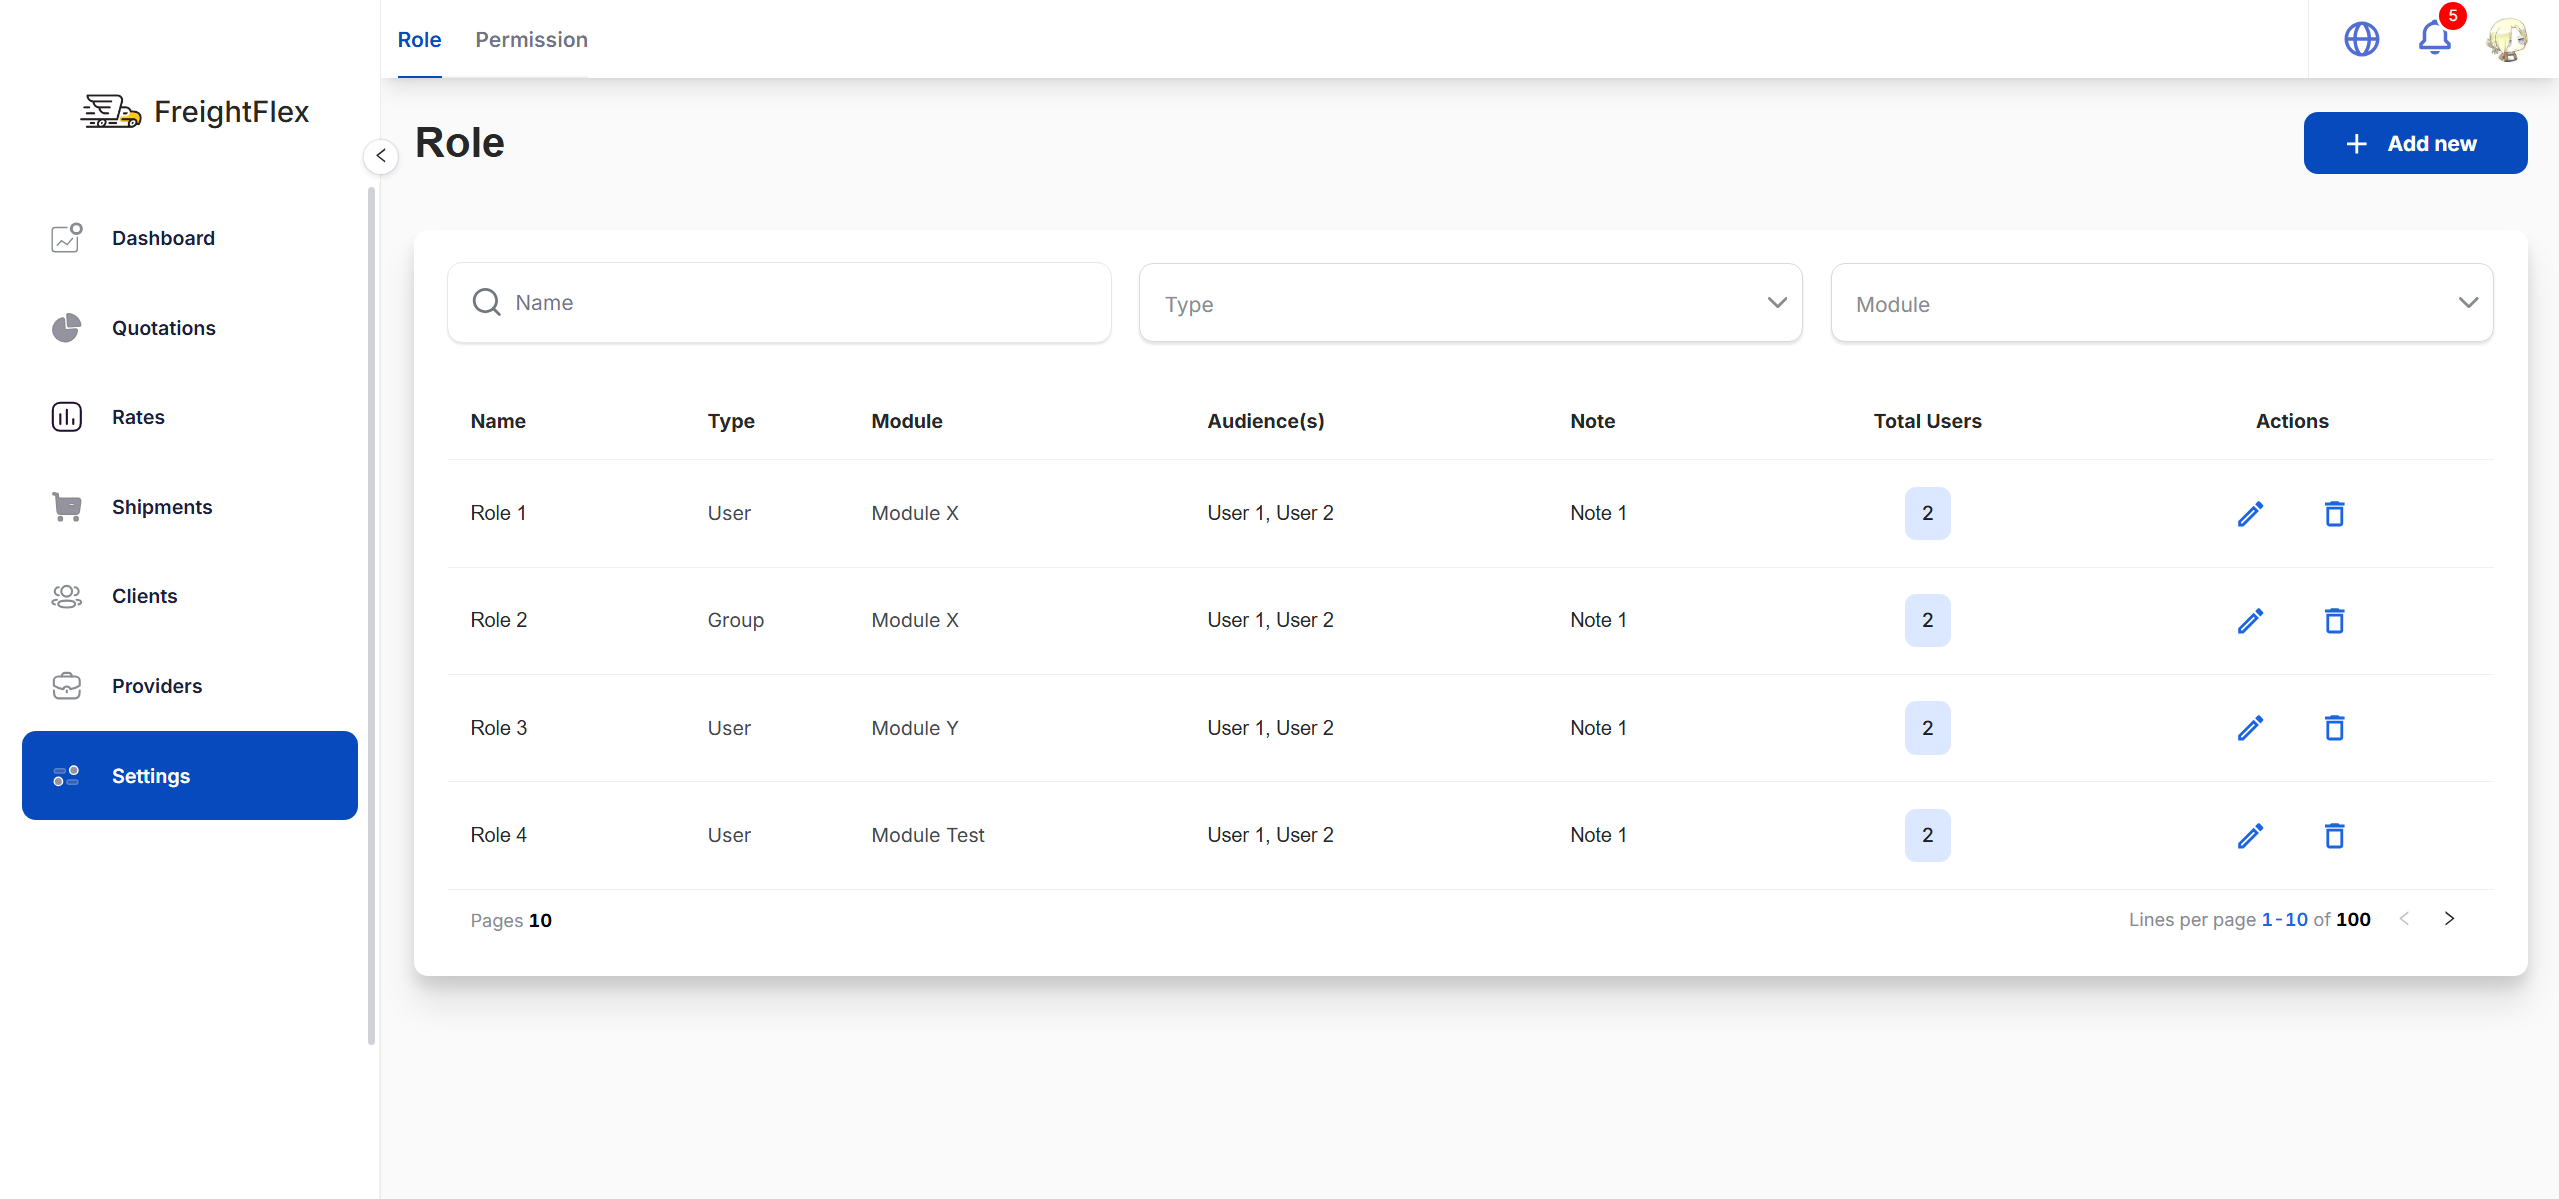 Role Permission 5
FreightFlex
Role
Add new
Dashboard
Quotations
Rates
Shipments
Clients
Providers
Settings
Name Type Module
Name Type Module Audience(s) Note Total Users Actions
Role 1 User Module X User 1, User 2 Note 1 2
Role 2 Group Module X User 1, User 2 Note 1 2
Role 3 User Module Y User 1, User 2 Note 1 2
Role 4 User Module Test User 1, User 2 Note 1 2
Pages 10 Lines per page 1-10 of 100